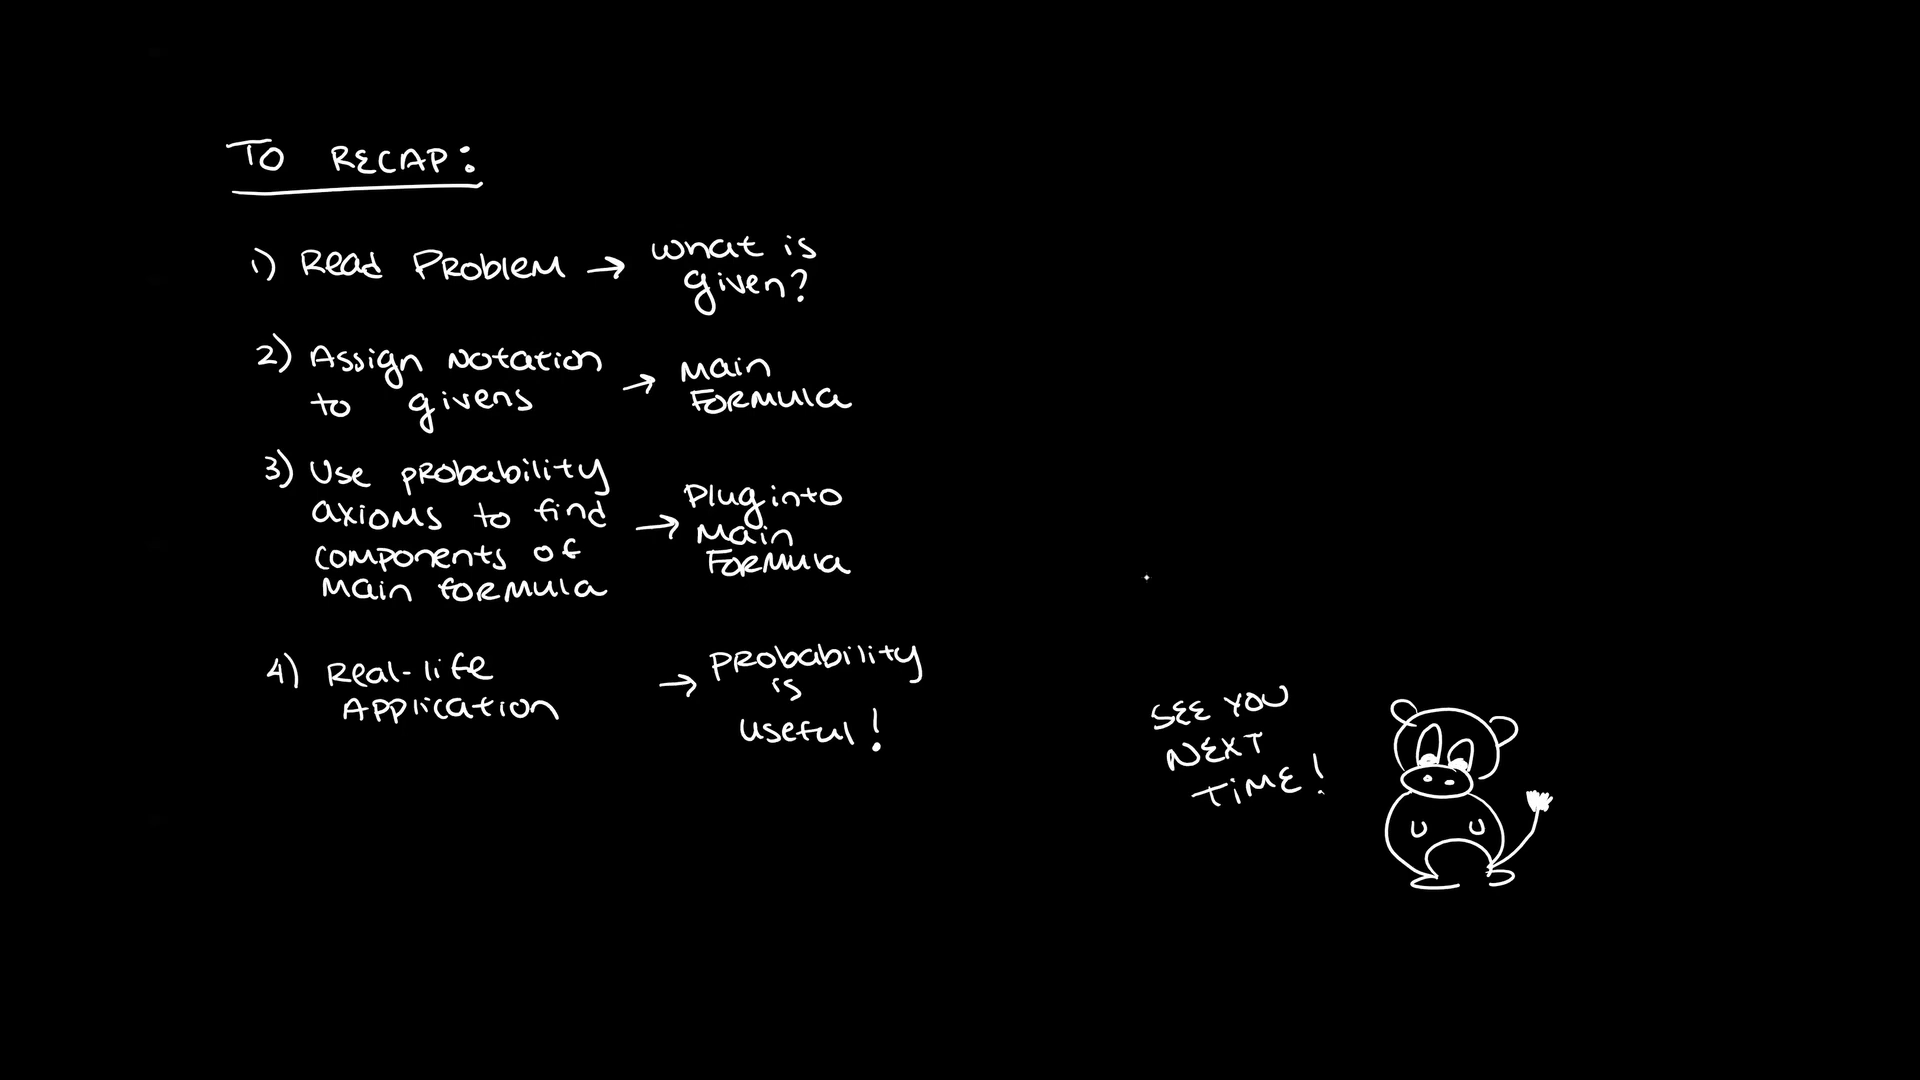 TO RECAP:
1) Read Problem → What is
given?
2) Assign Notation
to givens → Main
Formula
3) Use probability
axioms to find
components of
main formula
→ Plug into
Main
Formula
4) Real-life
Application
→ Probability
is
useful!
SEE YOU
NEXT
TIME!